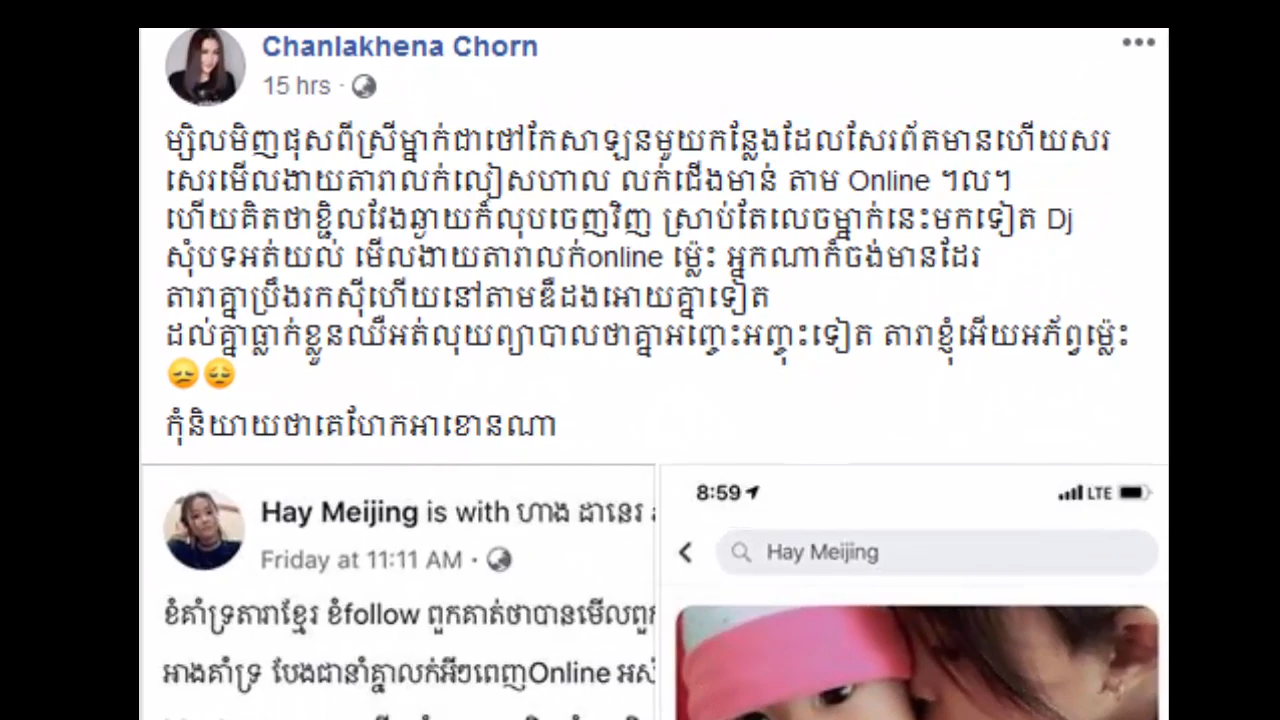 Chanlakhena Chorn
15 hrs ·
ម្សិលមិញផុសពីស្រីម្នាក់ជាថៅកែសាឡនមួយកន្លែងដែលសែរព័តមានហើយសរ
សេរមើលងាយតារាលក់លៀសហាល លក់ជើងមាន់ តាម Online ។ល។
ហើយគិតថាខ្ជិលវែងឆ្ងាយក៏លុបចេញវិញ ស្រាប់តែលេចម្នាក់នេះមកទៀត Dj
សុំបទអត់យល់ មើលងាយតារាលក់online ម្ល៉េះ អ្នកណាក៏ចង់មានដែរ
តារាគ្នាប្រឹងរកស៊ីហើយនៅតាមឌឺដងអោយគ្នាទៀត
ដល់គ្នាធ្លាក់ខ្លួនឈឺអត់លុយព្យាបាលថាគ្នាអញ្ចេះអញ្ចុះទៀត តារាខ្ញុំអើយអភ័ព្វម្ល៉េះ
😞😔
កុំនិយាយថាគេហែកអាខោនណា
Hay Meijing is with ហាង ដានេរ
Friday at 11:11 AM ·
ខំគាំទ្រតារាខ្មែរ ខំfollow ពួកគាត់ថាបានមើលពួក
អាងគាំទ្រ បែងជានាំគ្នាលក់អីៗពេញOnline អស់
8:59
LTE
Hay Meijing